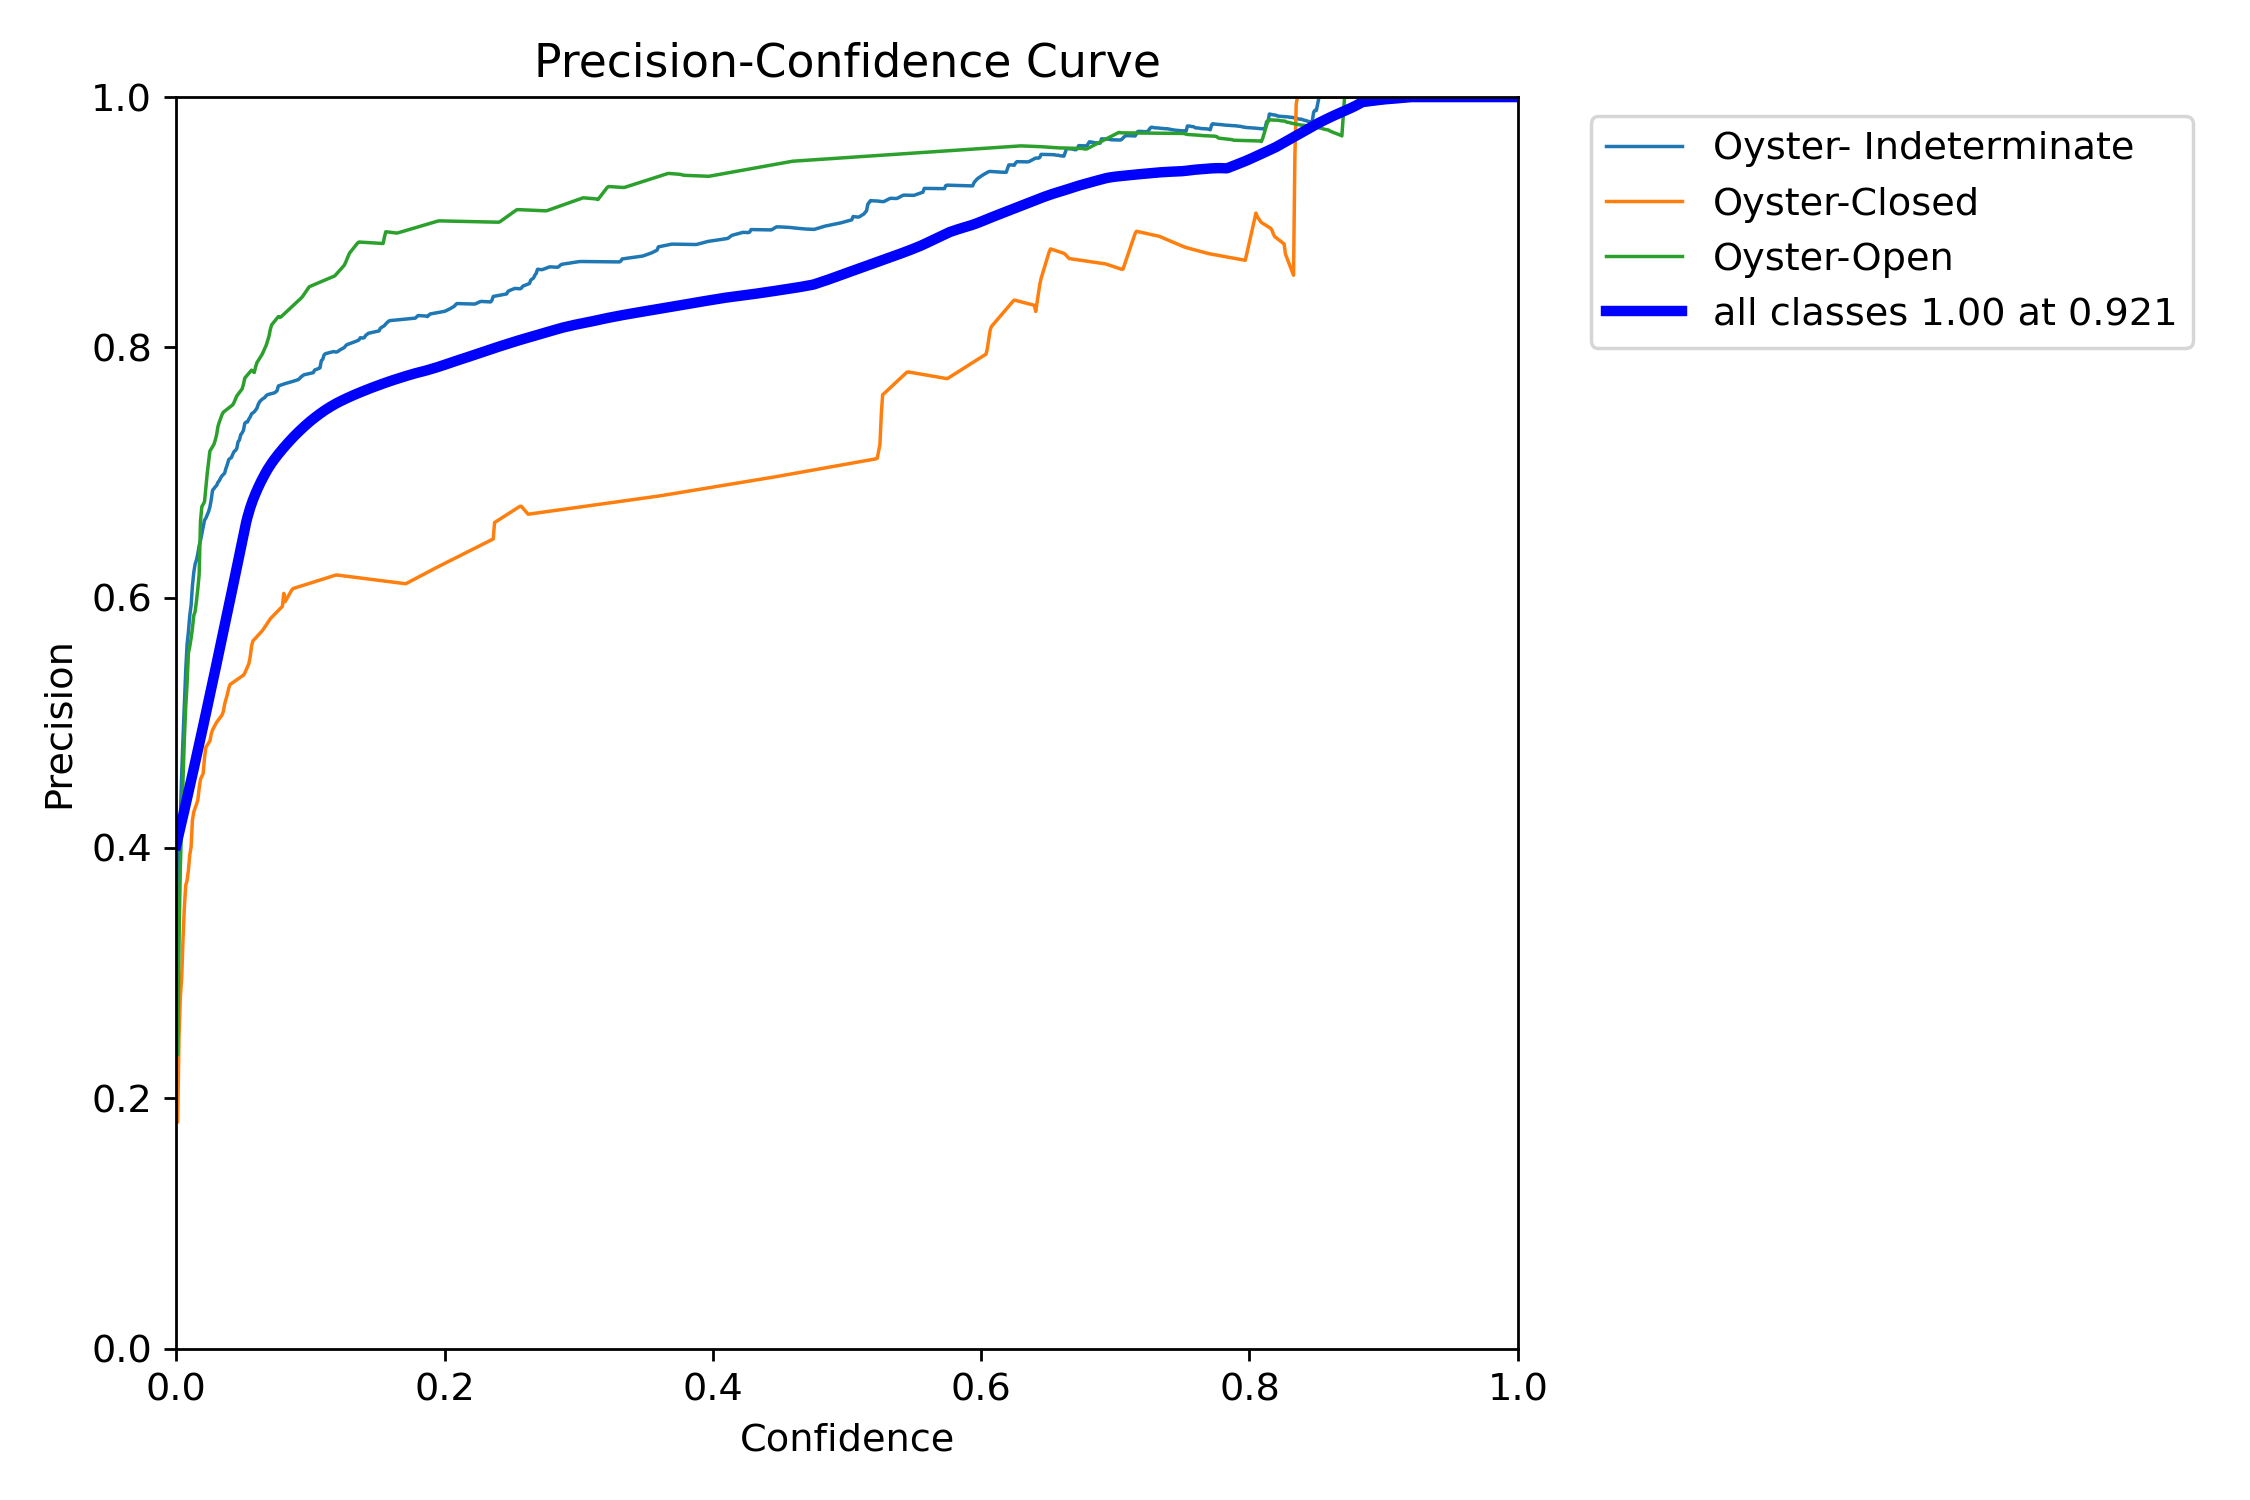 Precision-Confidence Curve
1.0
0.8
0.6
0.4
0.2
0.0
Precision
0.0 0.2 0.4 0.6 0.8 1.0
Confidence
Oyster- Indeterminate
Oyster-Closed
Oyster-Open
all classes 1.00 at 0.921